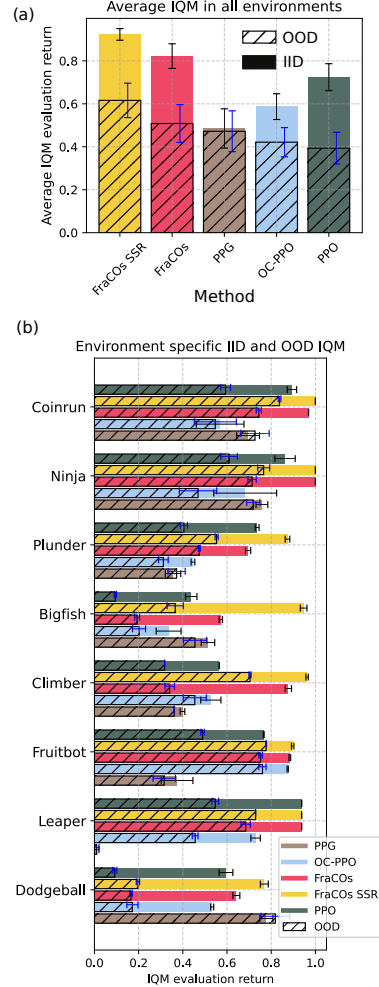 (a)
Average IQM in all environments
OOD
IID
Average IQM evaluation return
0.8
0.6
0.4
0.2
0.0
FraCOs SSR
FraCOs
PPG
OC-PPO
PPO
Method
(b)
Environment specific IID and OOD IQM
Coinrun
Ninja
Plunder
Bigfish
Climber
Fruitbot
Leaper
Dodgeball
PPG
OC-PPO
FraCOs
FraCOs SSR
PPO
OOD
0.0 0.2 0.4 0.6 0.8 1.0
IQM evaluation return